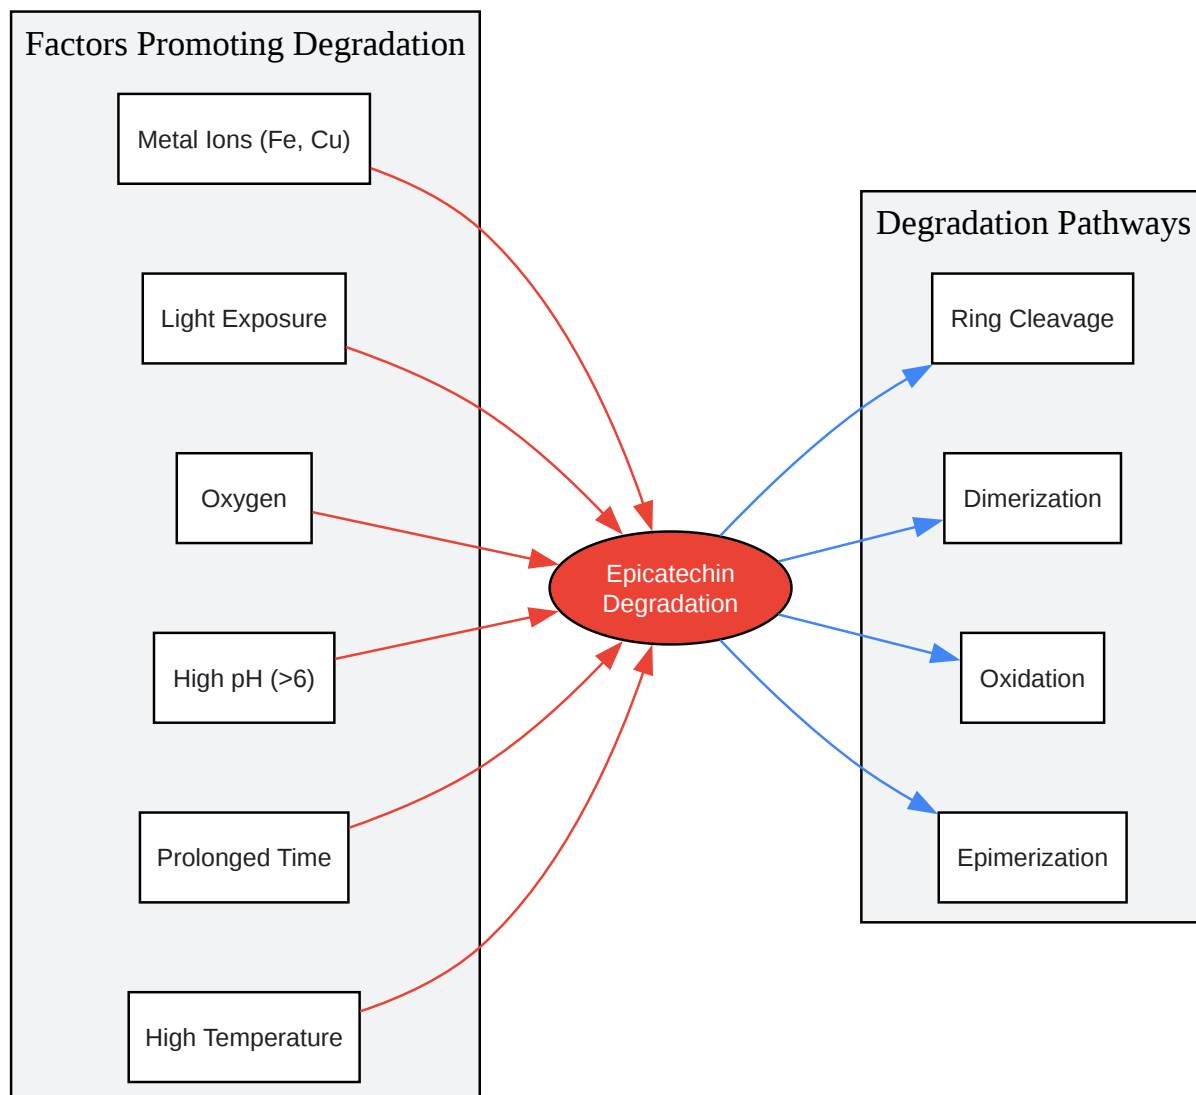 Factors Promoting Degradation
Metal Ions (Fe, Cu)
Light Exposure
Oxygen
High pH (>6)
Prolonged Time
High Temperature
Epicatechin
Degradation
Degradation Pathways
Ring Cleavage
Dimerization
Oxidation
Epimerization